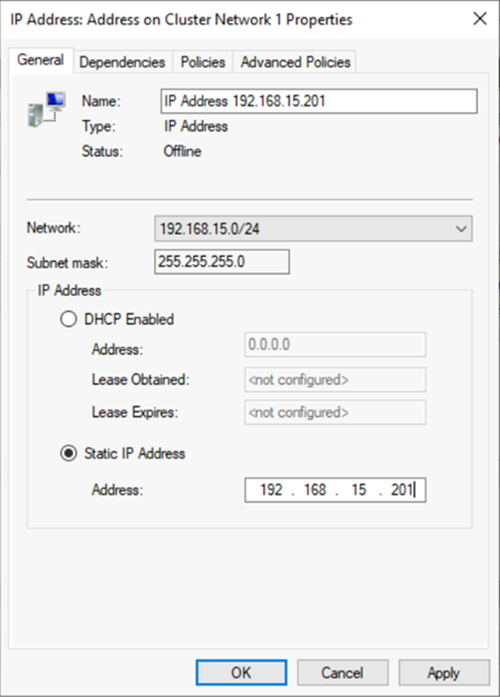 IP Address: Address on Cluster Network 1 Properties
General Dependencies Policies Advanced Policies
Name: IP Address 192.168.15.201
Type: IP Address
Status: Offline
Network: 192.168.15.0/24
Subnet mask: 255.255.255.0
IP Address
DHCP Enabled
Address: 0.0.0.0
Lease Obtained: <not configured>
Lease Expires: <not configured>
Static IP Address
Address: 192 . 168 . 15 . 201
OK Cancel Apply